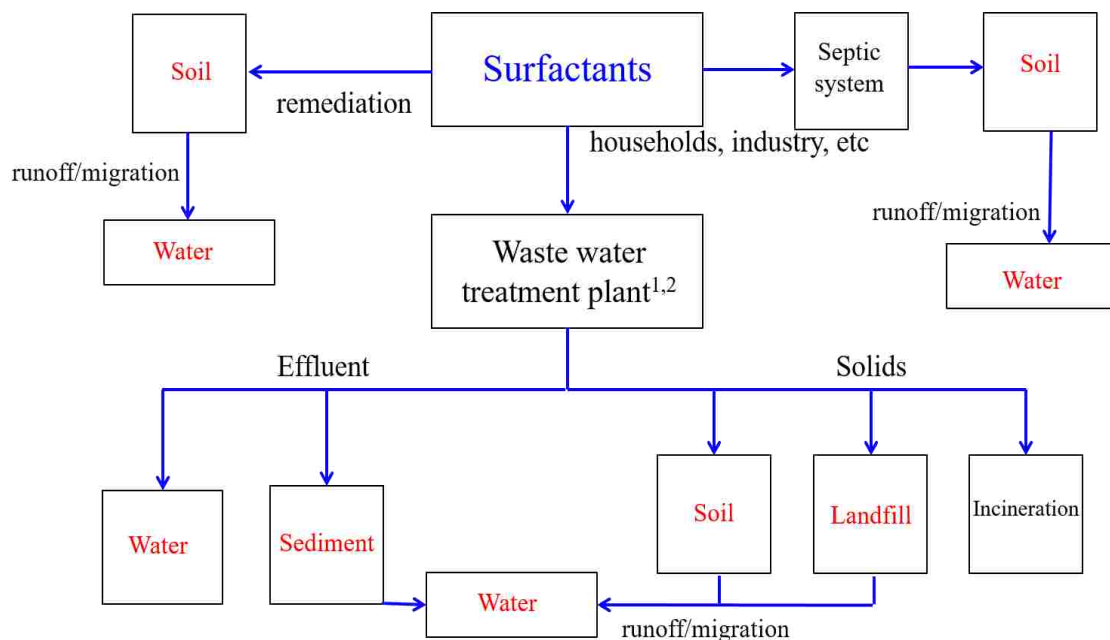 Soil
Surfactants
Septic
system
Soil
remediation
households, industry, etc
runoff/migration
runoff/migration
Water
Waste water
treatment plant1,2
Water
Effluent
Solids
Water
Sediment
Soil
Landfill
Incineration
Water
runoff/migration